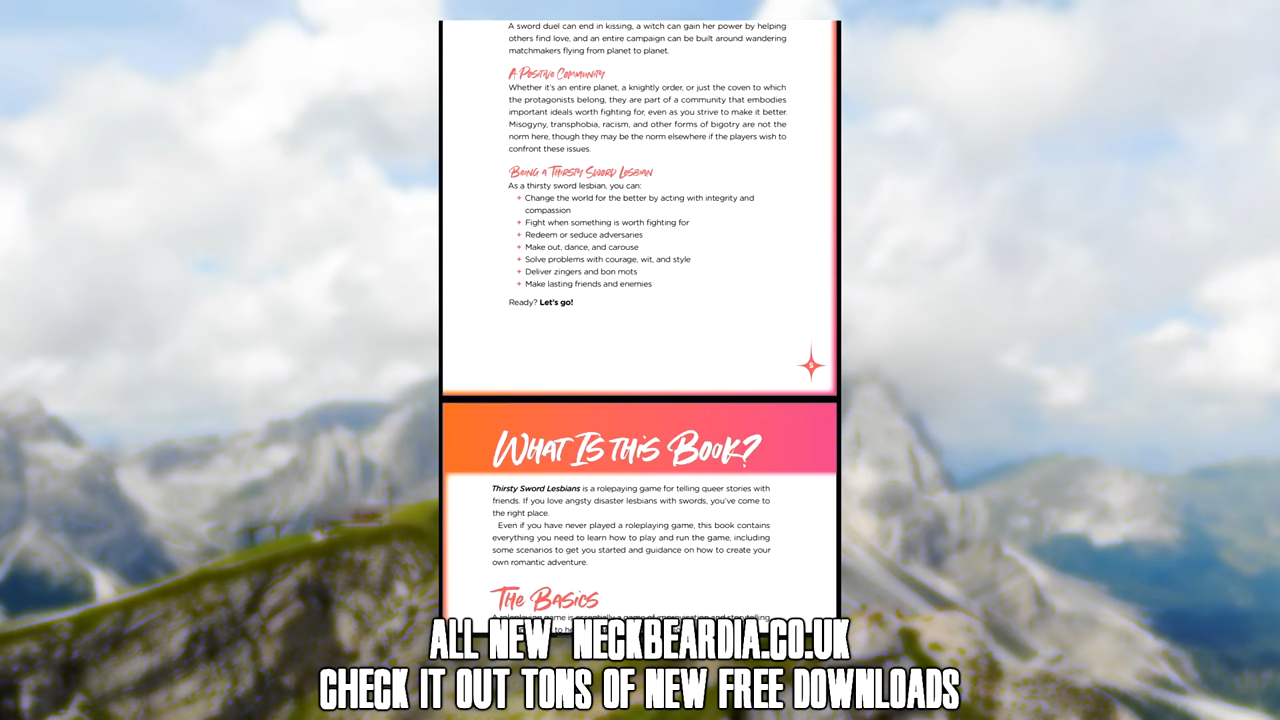 A sword duel can end in kissing, a witch can gain her power by helping
others find love, and an entire campaign can be built around wandering
matchmakers flying from planet to planet.
A Positive Community
Whether it's an entire planet, a knightly order, or just the coven to which
the protagonists belong, they are part of a community that embodies
important ideals worth fighting for, even as you strive to make it better.
Misogyny, transphobia, racism, and other forms of bigotry are not the
norm here, though they may be the norm elsewhere if the players wish to
confront these issues.
Being a Thirsty Sword Lesbian
As a thirsty sword lesbian, you can:
+ Change the world for the better by acting with integrity and
compassion
+ Fight when something is worth fighting for
+ Redeem or seduce adversaries
+ Make out, dance, and carouse
+ Solve problems with courage, wit, and style
+ Deliver zingers and bon mots
+ Make lasting friends and enemies
Ready? Let's go!
5
What Is this Book?
Thirsty Sword Lesbians is a rolepaying game for telling queer stories with
friends. If you love angsty disaster lesbians with swords, you've come to
the right place.
Even if you have never played a roleplaying game, this book contains
everything you need to learn how to play and run the game, including
some scenarios to get you started and guidance on how to create your
own romantic adventure.
The Basics
A roleplaying game is essentially a game of improvisation and storytelling
ALL NEW NECKBEARDIA.CO.UK
CHECK IT OUT TONS OF NEW FREE DOWNLOADS